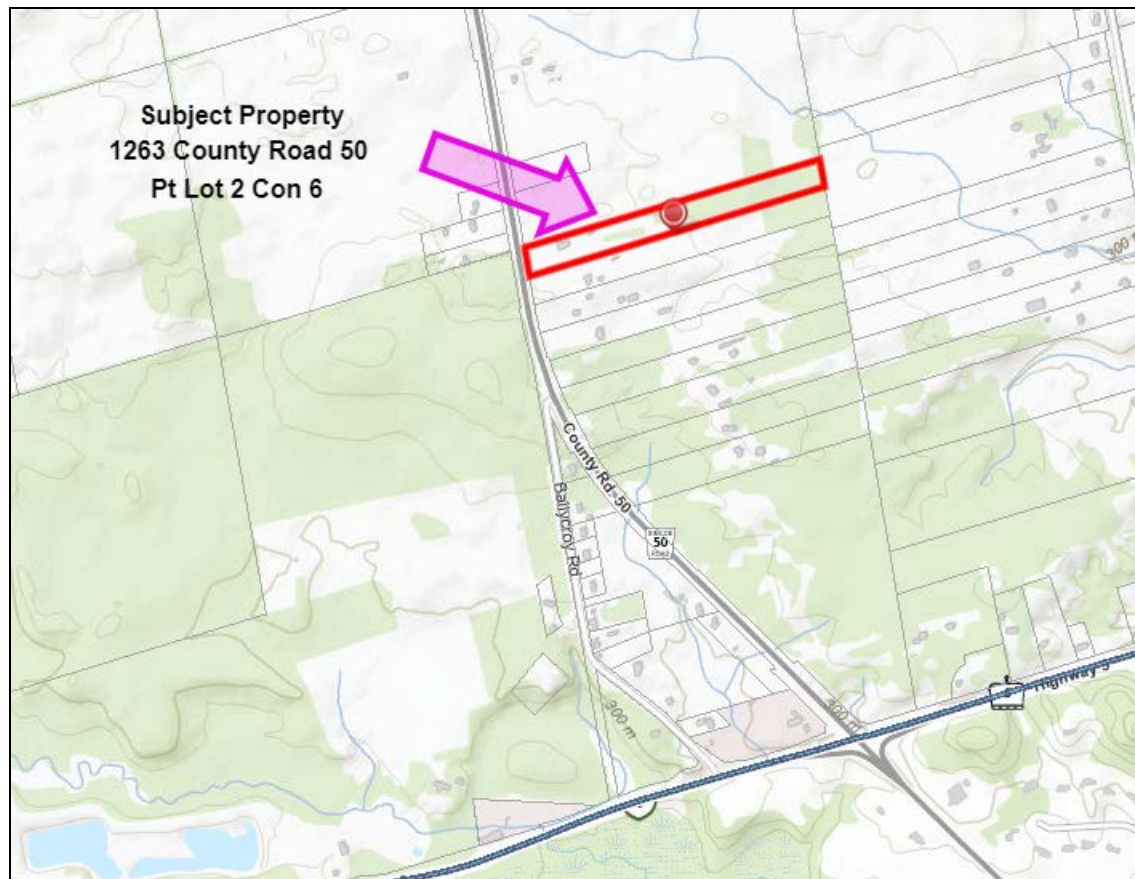 Subject Property
1263 County Road 50
Pt Lot 2 Con 6
300 m
County Rd. 50
Ballycroy Rd
SIMCOE
50
ROAD
300 m
300 m
Highway 9